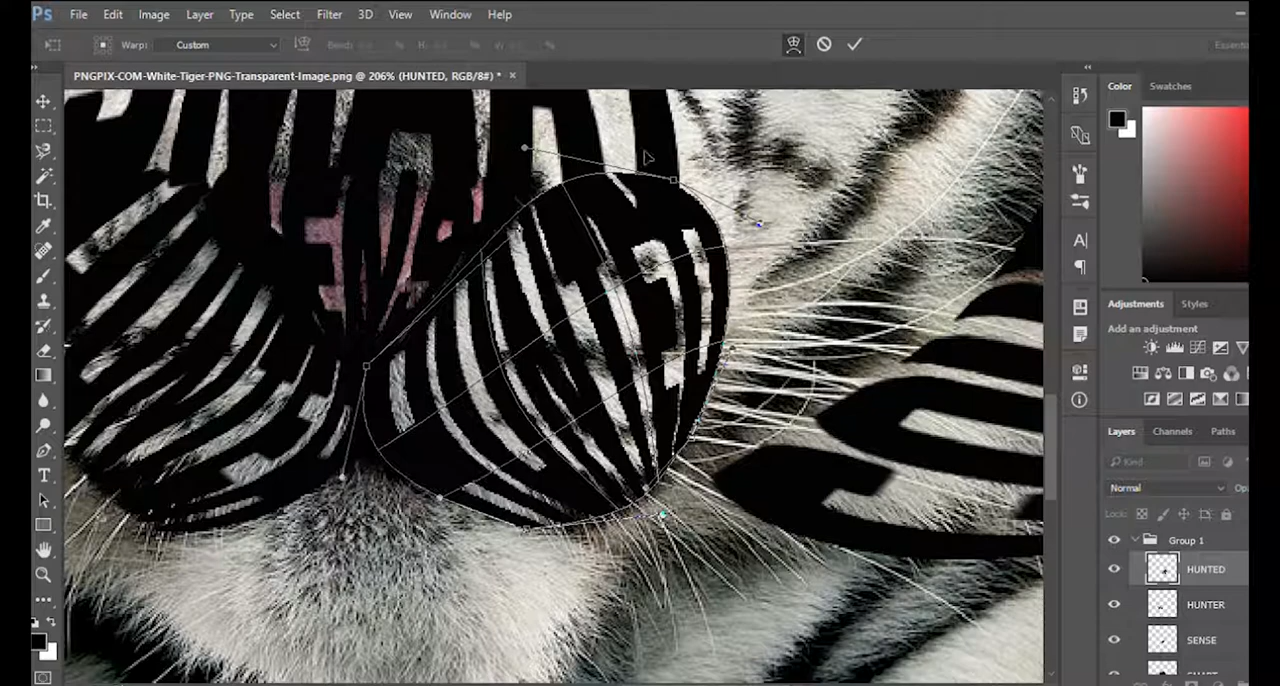 Ps File Edit Image Layer Type Select Filter 3D View Window Help
Warp: Custom Bend: % H: % %
PNGPIX-COM-White-Tiger-PNG-Transparent-Image.png @ 206% (HUNTED, RGB/8#) * ×
Color Swatches
Adjustments Styles
Add an adjustment
Layers Channels Paths
Kind
Normal
Lock:
Group 1
HUNTED
HUNTER
SENSE